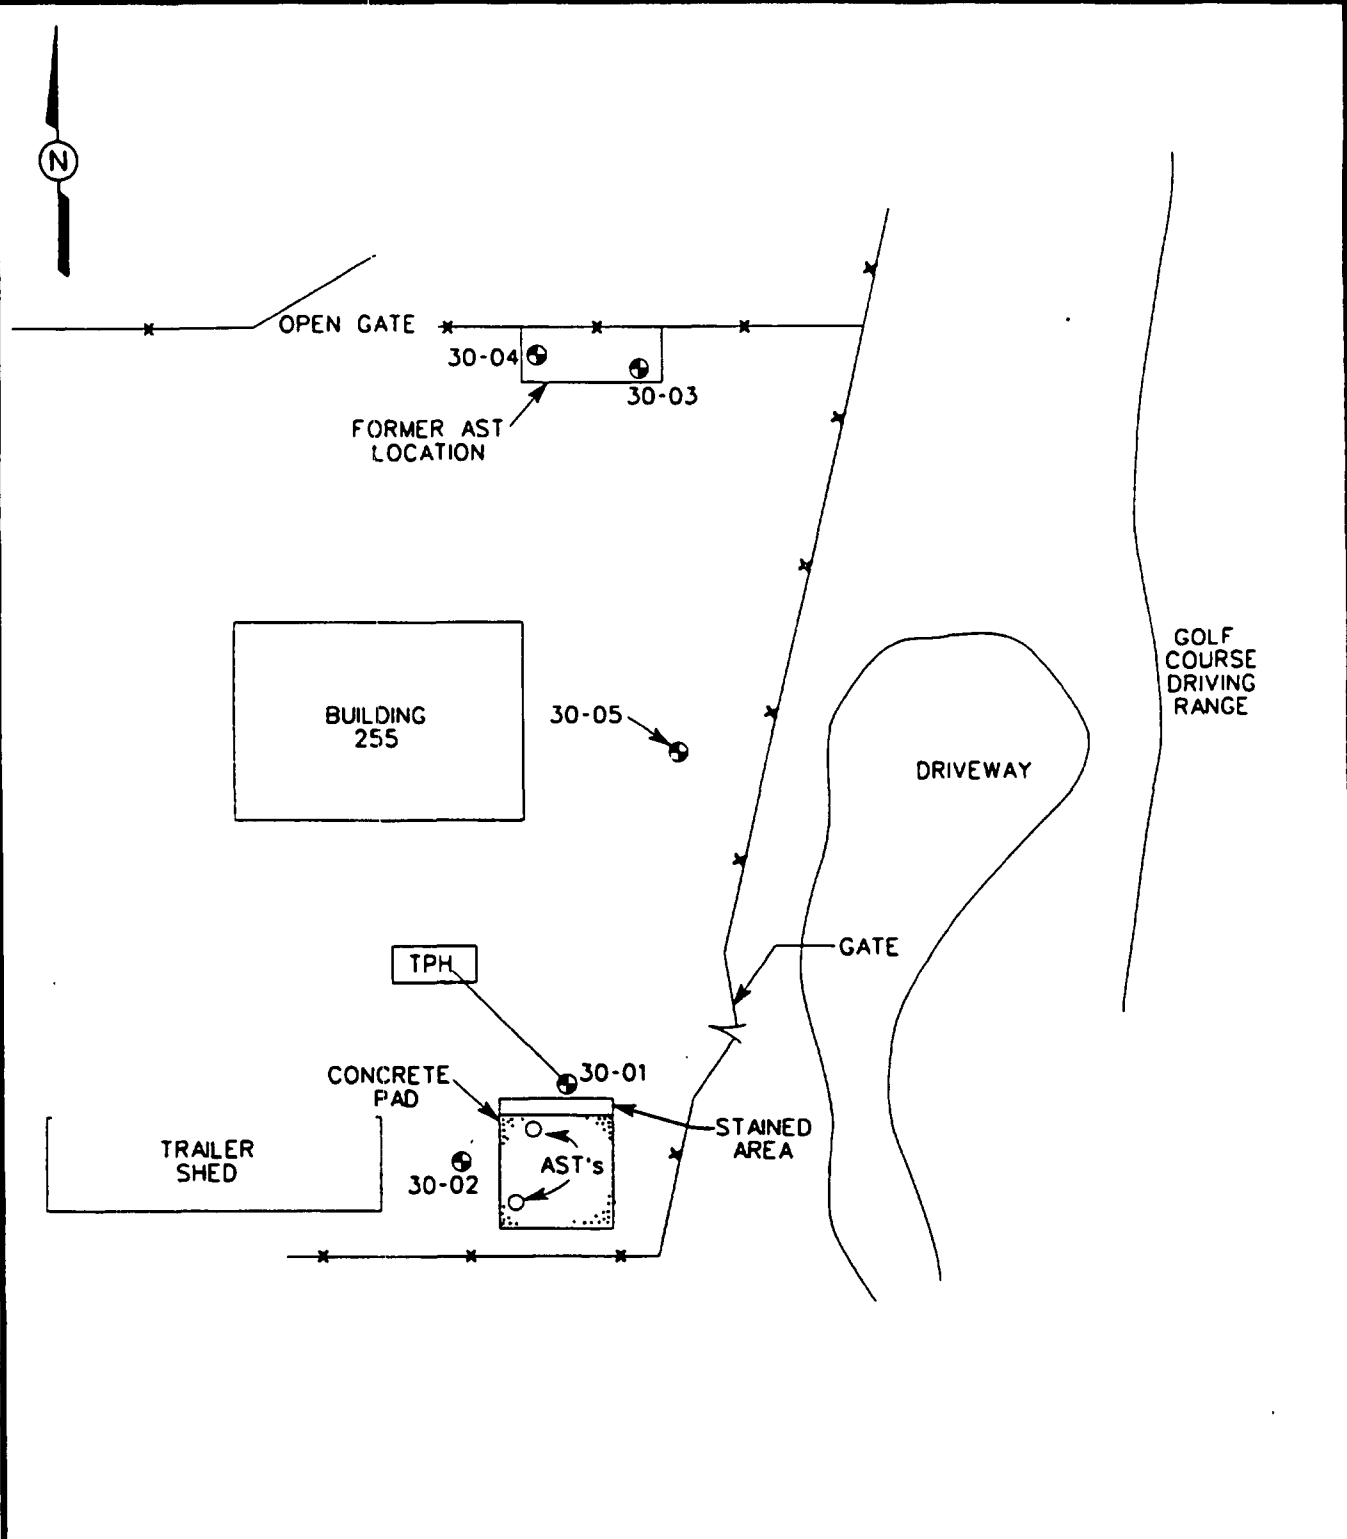 N
OPEN GATE
30-04
30-03
FORMER AST
LOCATION
GOLF
COURSE
DRIVING
RANGE
BUILDING
255
30-05
DRIVEWAY
GATE
TPH
30-01
CONCRETE
PAD
STAINED
AREA
TRAILER
SHED
AST's
30-02